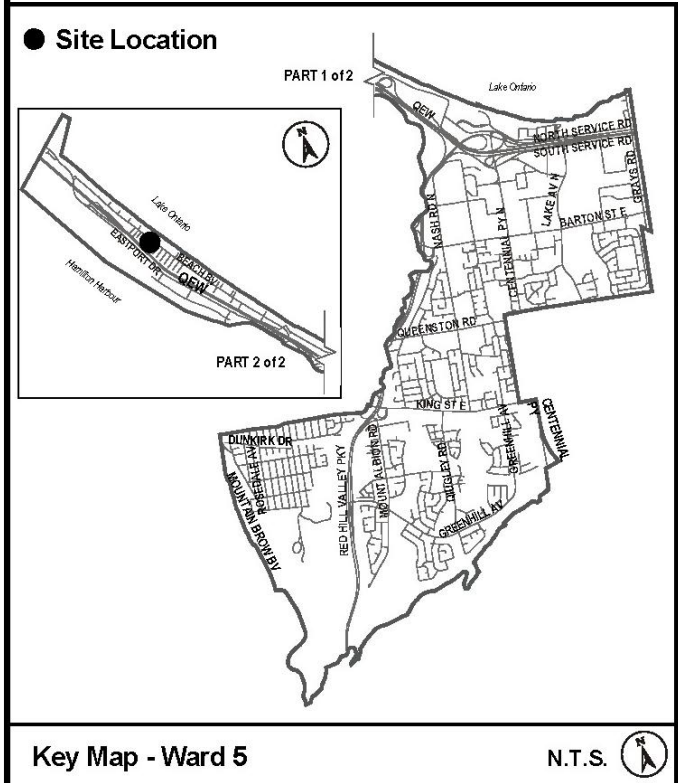 Site Location
PART 1 of 2
Lake Ontario
QEW
NORTH SERVICE RD
SOUTH SERVICE RD
N
Lake Ontario
EASTPORT DR
BEACH BV
QEW
Hamilton Harbour
PART 2 of 2
NASH RD N
CENTENNIAL PY N
LAKE AV N
GRAYS RD
BARTON ST E
QUEENSTON RD
KING ST E
CENTENNIAL
PY
DUNKIRK DR
ROSEDALE AV
MOUNTAIN BROW BV
RED HILL VALLEY PKY
MOUNT ALBION RD
QUIGLEY RD
GREENHILL AV
GREENHILL AV
Key Map - Ward 5
N.T.S.
N